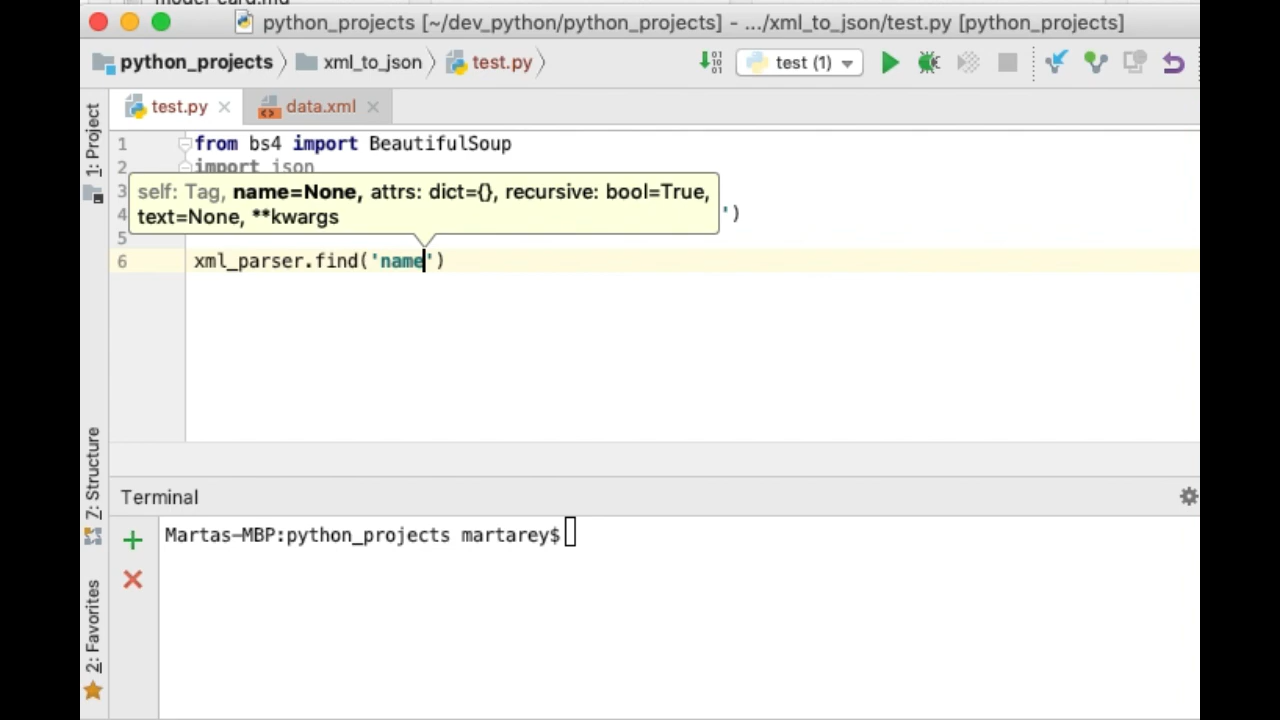 python_projects [~/dev_python/python_projects] - .../xml_to_json/test.py [python_projects]
python_projects xml_to_json test.py test (1)
1: Project
test.py data.xml
1 from bs4 import BeautifulSoup
2 import json
3 self: Tag, name=None, attrs: dict={}, recursive: bool=True,
4 text=None, **kwargs ')
5
6 xml_parser.find('name')
7: Structure
Terminal
Martas-MBP:python_projects martarey$
2: Favorites